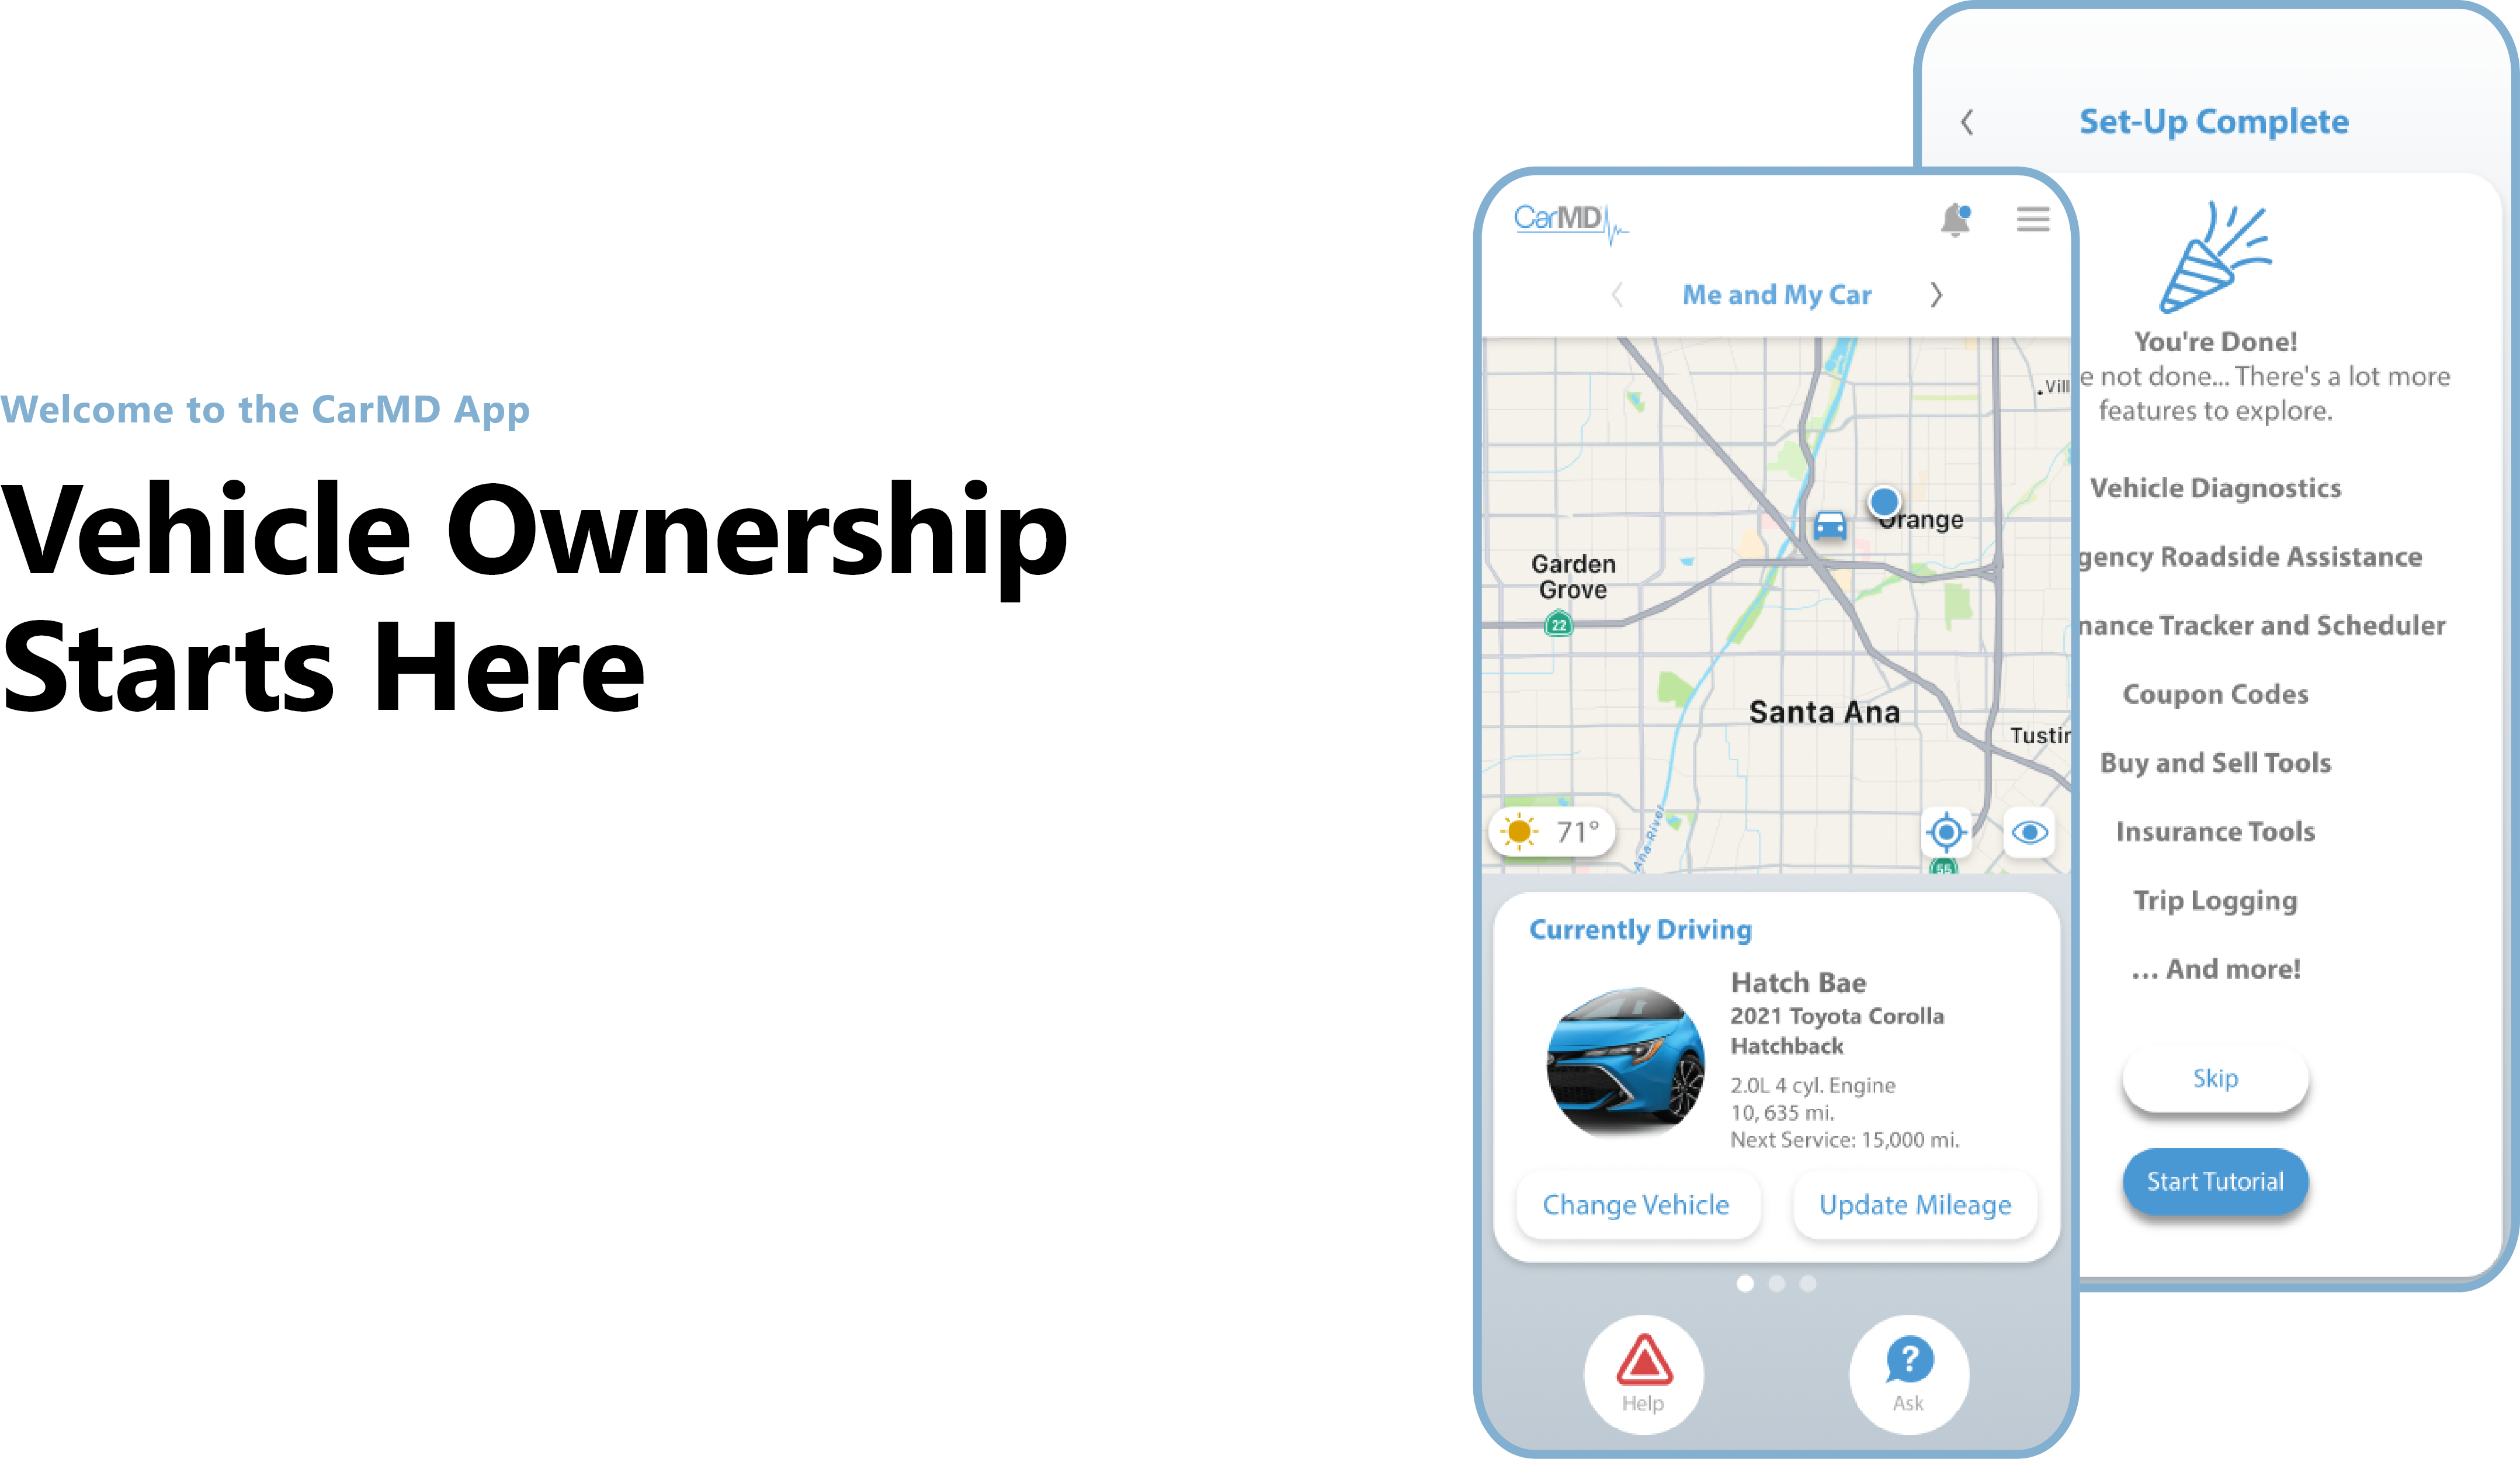 Welcome to the CarMD App
Vehicle Ownership
Starts Here
CarMD
Me and My Car
Vill
Orange
Garden
Grove
22
Santa Ana
Tustin
71°
Ana River
55
Currently Driving
Hatch Bae
2021 Toyota Corolla
Hatchback
2.0L 4 cyl. Engine
10, 635 mi.
Next Service: 15,000 mi.
Change Vehicle
Update Mileage
Help
?
Ask
Set-Up Complete
You're Done!
e not done... There's a lot more
features to explore.
Vehicle Diagnostics
gency Roadside Assistance
nance Tracker and Scheduler
Coupon Codes
Buy and Sell Tools
Insurance Tools
Trip Logging
... And more!
Skip
Start Tutorial